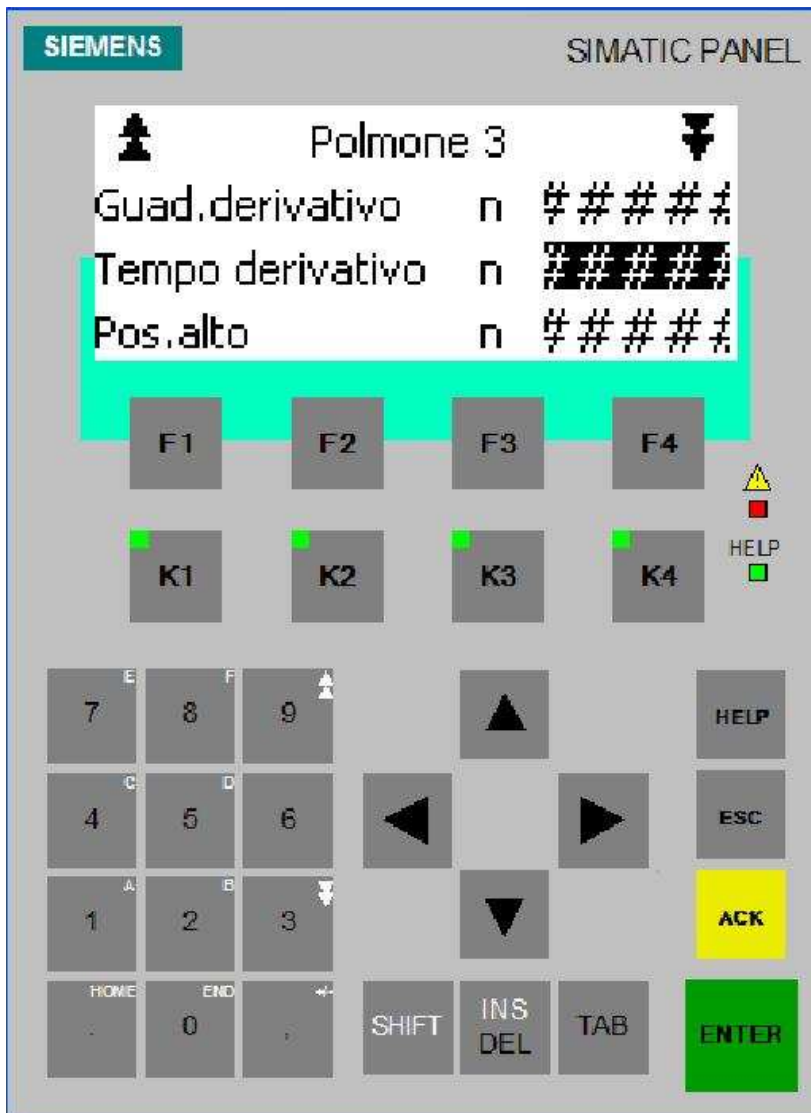 SIEMENS SIMATIC PANEL
Polmone 3
Guad.derivativo n #####
Tempo derivativo n #####
Pos.alto n #####
F1 F2 F3 F4
HELP
K1 K2 K3 K4
E F
7 8 9 HELP
C D
4 5 6 ESC
A B
1 2 3 ACK
HOME END +/-
. 0 , SHIFT INS DEL TAB ENTER